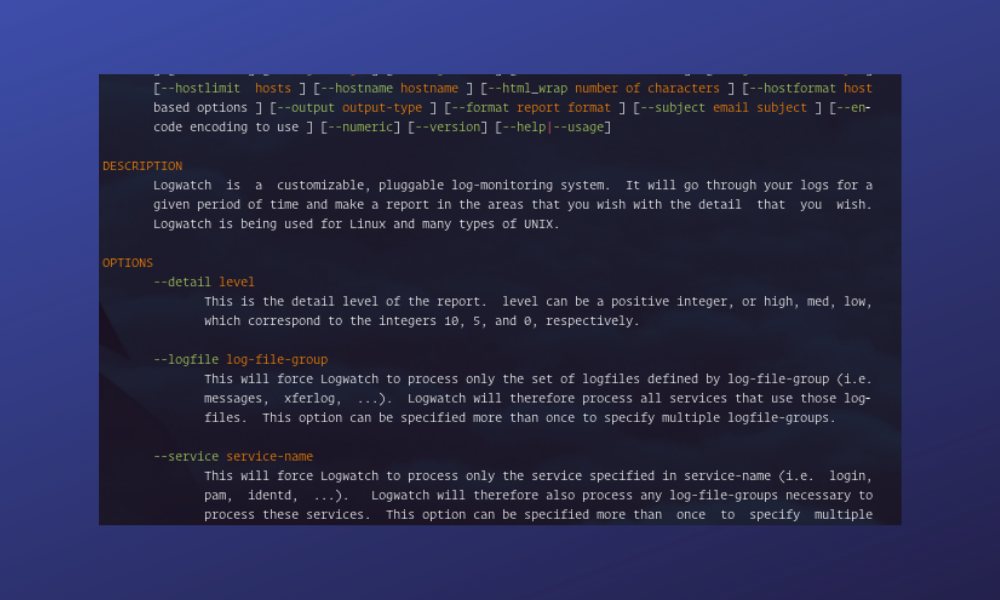 [--hostlimit  hosts ] [--hostname hostname ] [--html_wrap number of characters ] [--hostformat host
based options ] [--output output-type ] [--format report format ] [--subject email subject ] [--en-
code encoding to use ] [--numeric] [--version] [--help|--usage]
DESCRIPTION
Logwatch  is  a  customizable, pluggable log-monitoring system.  It will go through your logs for a
given period of time and make a report in the areas that you wish with the detail  that  you  wish.
Logwatch is being used for Linux and many types of UNIX.
OPTIONS
--detail level
This is the detail level of the report.  level can be a positive integer, or high, med, low,
which correspond to the integers 10, 5, and 0, respectively.
--logfile log-file-group
This will force Logwatch to process only the set of logfiles defined by log-file-group (i.e.
messages,  xferlog,  ...).  Logwatch will therefore process all services that use those log-
files.  This option can be specified more than once to specify multiple logfile-groups.
--service service-name
This will force Logwatch to process only the service specified in service-name (i.e.  login,
pam,  identd,  ...).   Logwatch will therefore also process any log-file-groups necessary to
process these services.  This option can be specified more than  once  to  specify  multiple